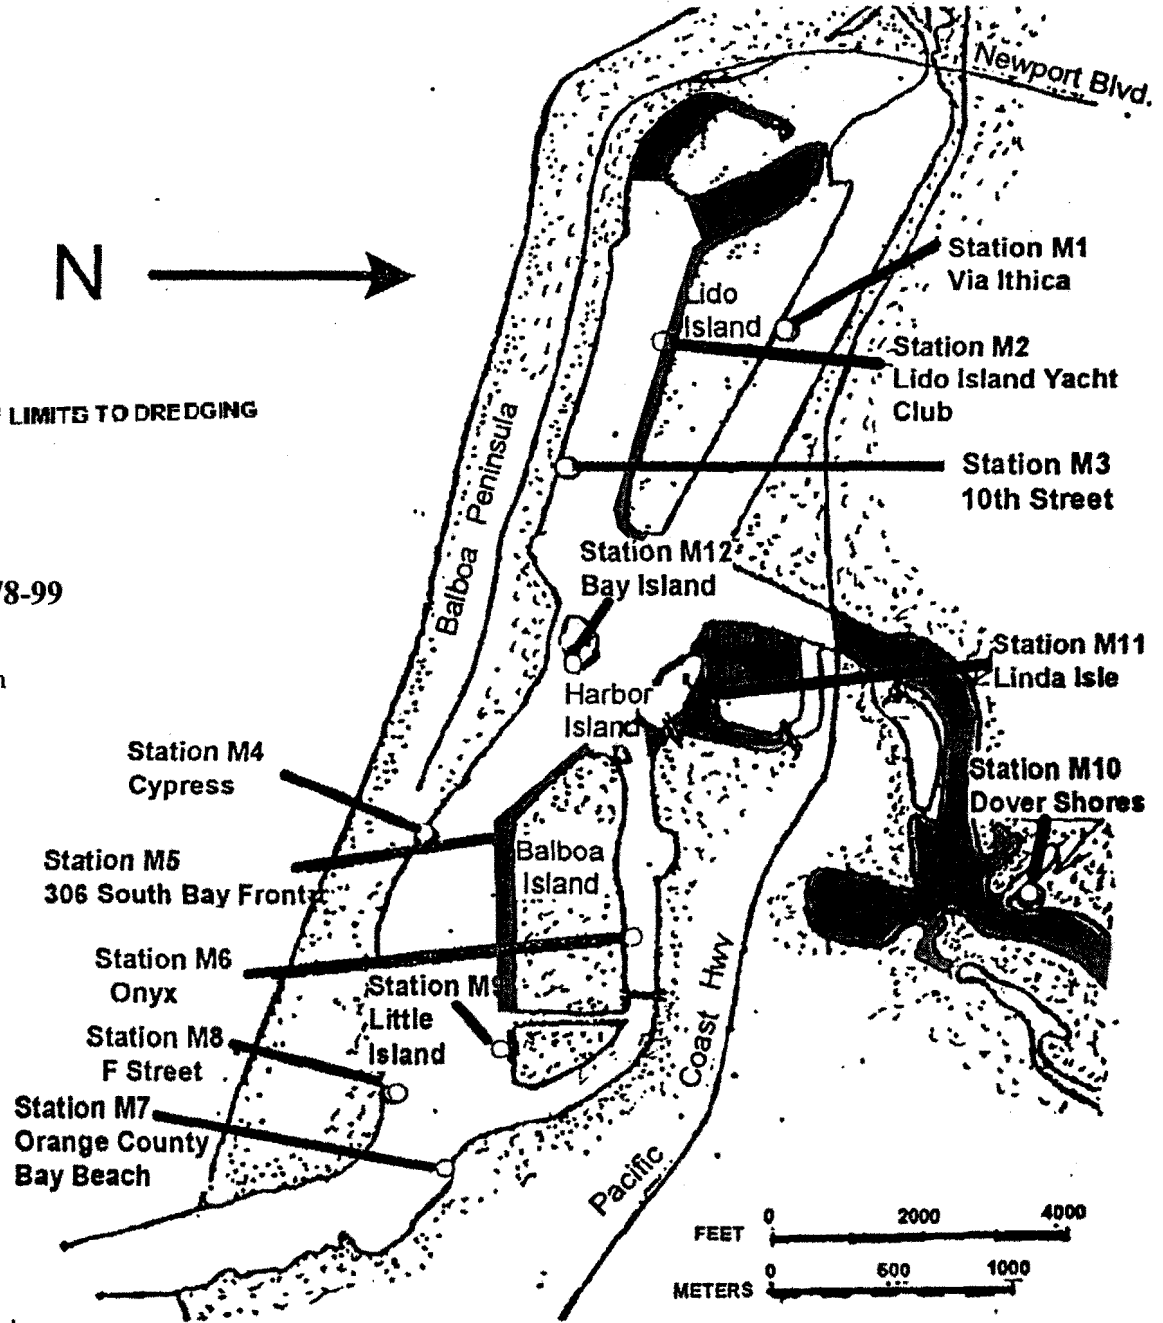 Newport Blvd.
N
Station M1
Via Ithica
Lido
Island
Station M2
Lido Island Yacht
Club
LIMITS TO DREDGING
Balboa Peninsula
Station M3
10th Street
Station M12
Bay Island
78-99
Station M11
Linda Isle
Harbor
Island
Station M4
Cypress
Station M10
Dover Shores
Station M5
306 South Bay Front
Balboa
Island
Station M6
Onyx
Station M9
Little
Island
Station M8
F Street
Station M7
Orange County
Bay Beach
Pacific Coast Hwy
0 2000 4000
FEET
0 500 1000
METERS